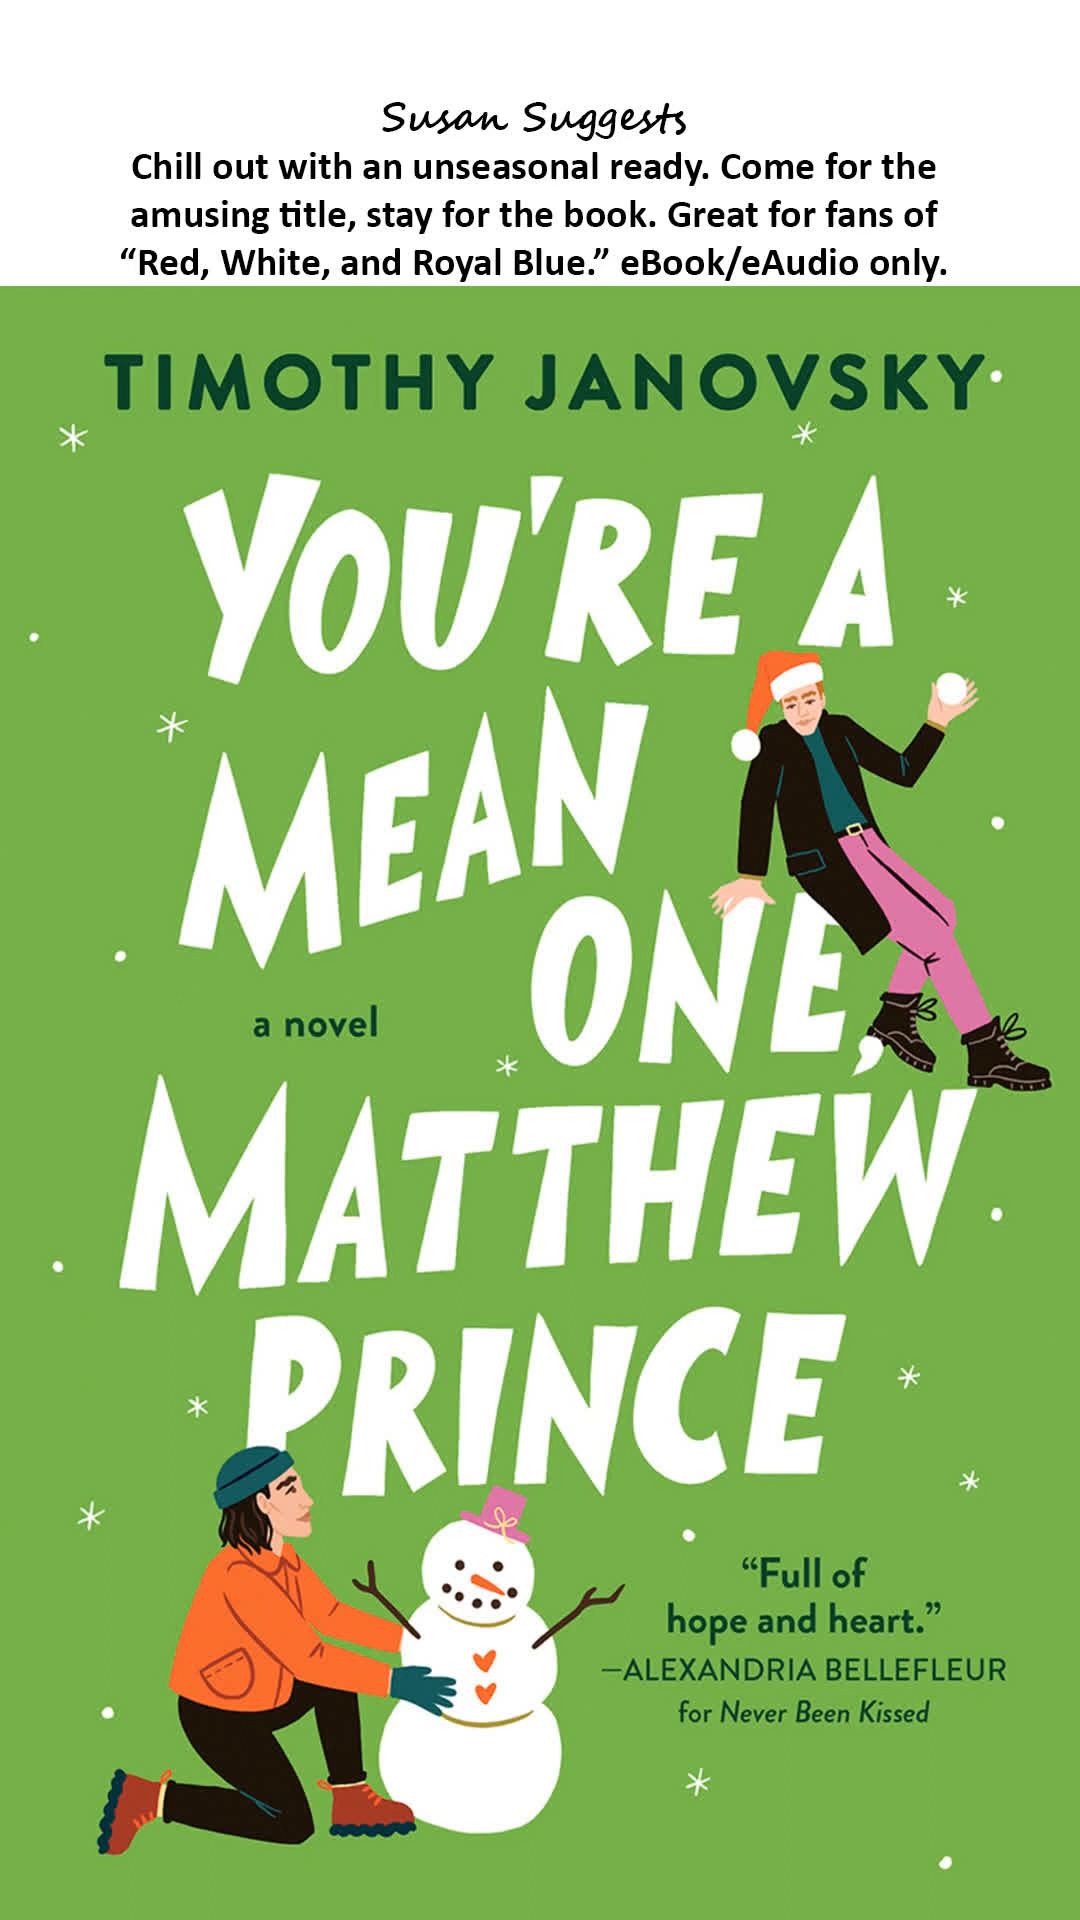 Susan Suggests
Chill out with an unseasonal ready. Come for the
amusing title, stay for the book. Great for fans of
“Red, White, and Royal Blue.” eBook/eAudio only.
TIMOTHY JANOVSKY
YOU'RE A
MEAN
ONE,
a novel
MATTHEW
PRINCE
“Full of
hope and heart.”
—ALEXANDRIA BELLEFLEUR
for Never Been Kissed